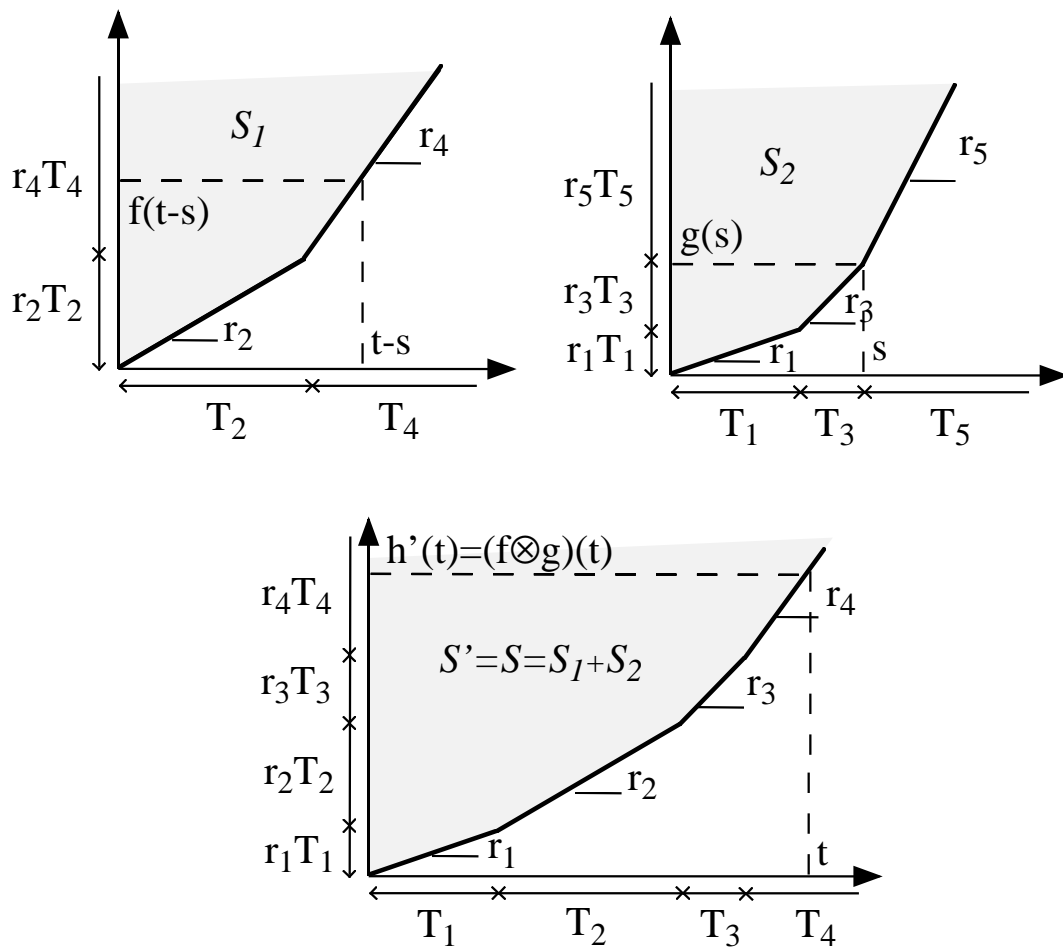 S₁
r₄
r₄T₄
f(t-s)
r₂T₂
r₂
t-s
T₂
T₄
S₂
r₅
r₅T₅
g(s)
r₃T₃
r₃
r₁T₁
r₁
s
T₁
T₃
T₅
h'(t)=(f⊗g)(t)
r₄T₄
r₄
S'=S=S₁+S₂
r₃T₃
r₃
r₂T₂
r₂
r₁T₁
r₁
t
T₁
T₂
T₃
T₄